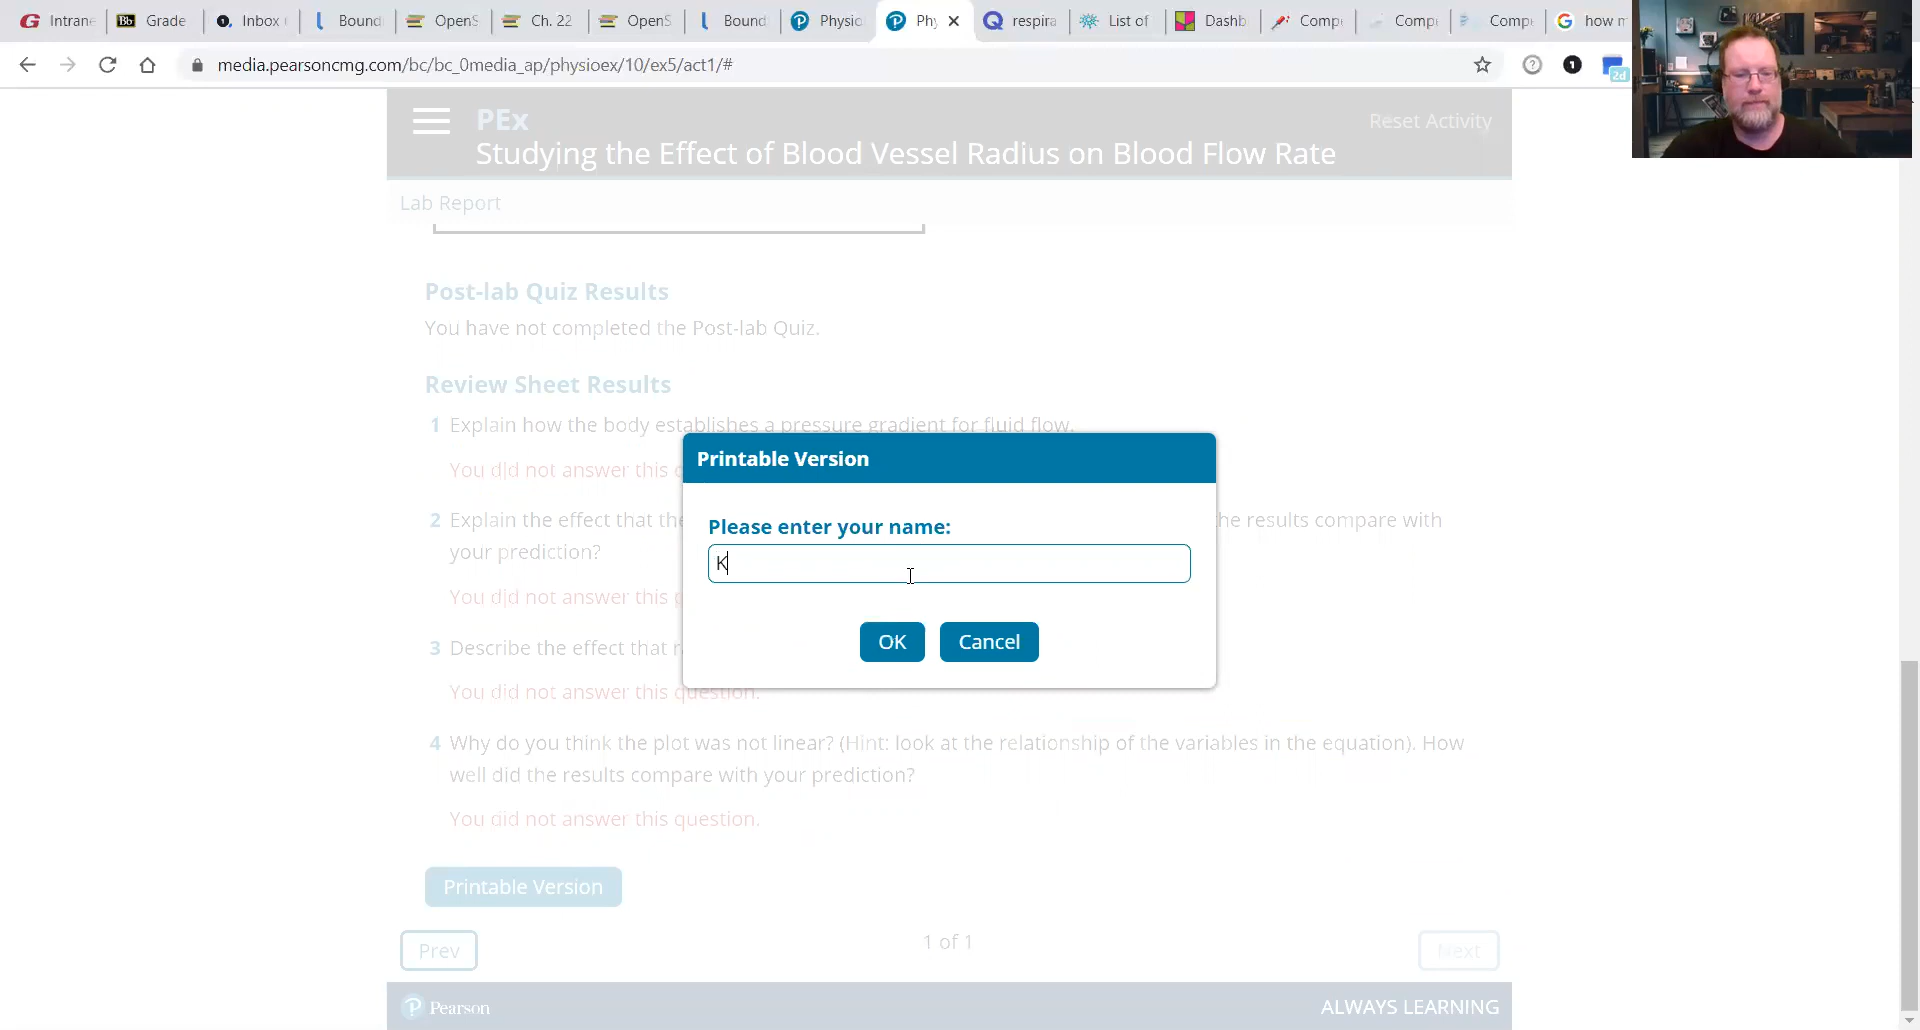 Intrane
Bb Grade
Inbox
Bound
OpenS
Ch. 22
OpenS
Bound
Physio
Phy
respira
List of
Dashb
Comp
Comp
Comp
how m
media.pearsoncmg.com/bc/bc_0media_ap/physioex/10/ex5/act1/#
2d
PEx
Reset Activity
Studying the Effect of Blood Vessel Radius on Blood Flow Rate
Lab Report
Post-lab Quiz Results
You have not completed the Post-lab Quiz.
Review Sheet Results
1 Explain how the body establishes a pressure gradient for fluid flow.
You did not answer this
2 Explain the effect that the
he results compare with
your prediction?
You did not answer this
3 Describe the effect that
You did not answer this question.
4 Why do you think the plot was not linear? (Hint: look at the relationship of the variables in the equation). How
well did the results compare with your prediction?
You did not answer this question.
Printable Version
Please enter your name:
K
OK
Cancel
Printable Version
Prev
1 of 1
Next
Pearson
ALWAYS LEARNING